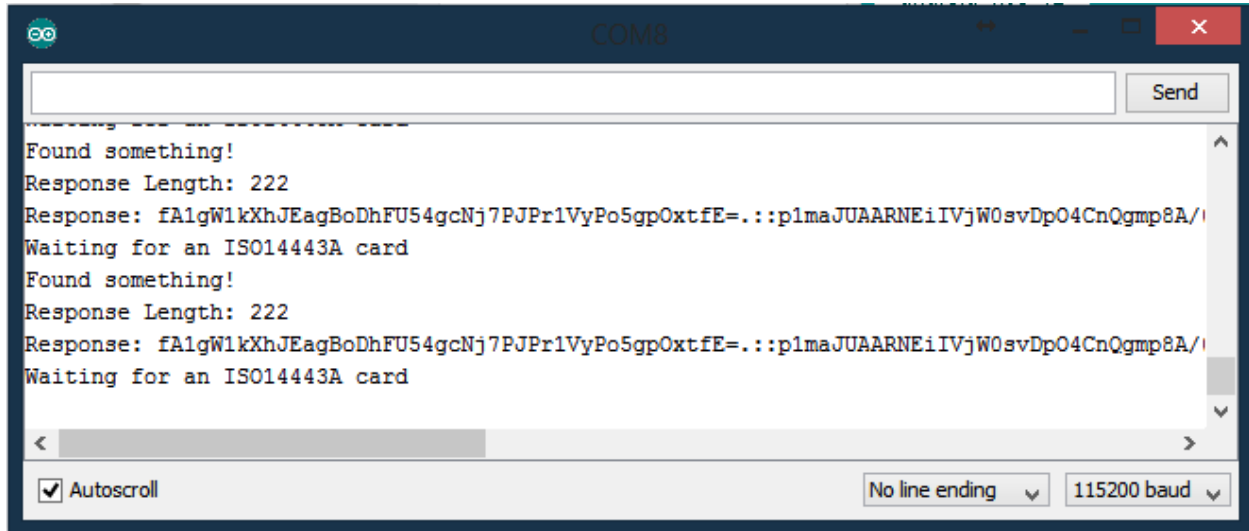 COM8
Send
Found something!
Response Length: 222
Response: fA1gW1kXhJEagBoDhFU54gcNj7PJPr1VyPo5gpOxtfE=.::p1maJUAARNEiIVjW0svDpO4CnQgmp8A/
Waiting for an ISO14443A card
Found something!
Response Length: 222
Response: fA1gW1kXhJEagBoDhFU54gcNj7PJPr1VyPo5gpOxtfE=.::p1maJUAARNEiIVjW0svDpO4CnQgmp8A/
Waiting for an ISO14443A card
Autoscroll
No line ending
115200 baud